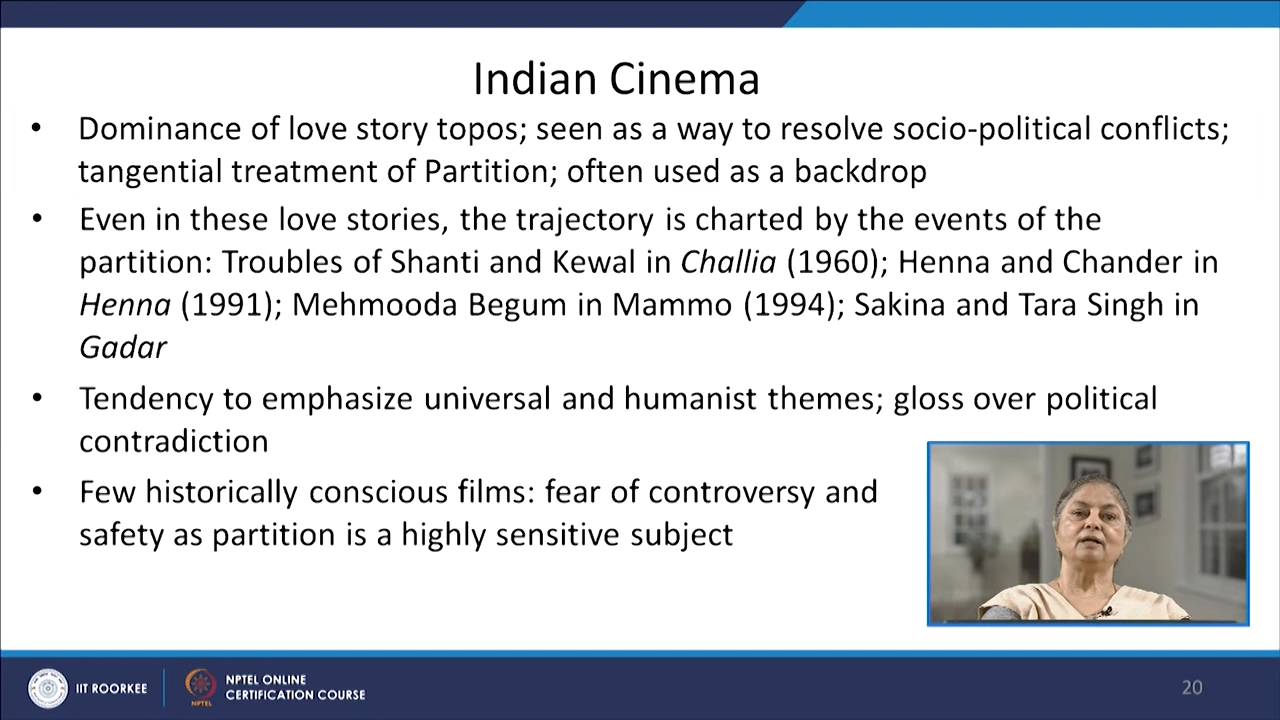 Indian Cinema
• Dominance of love story topos; seen as a way to resolve socio-political conflicts;
tangential treatment of Partition; often used as a backdrop
• Even in these love stories, the trajectory is charted by the events of the
partition: Troubles of Shanti and Kewal in Challia (1960); Henna and Chander in
Henna (1991); Mehmooda Begum in Mammo (1994); Sakina and Tara Singh in
Gadar
• Tendency to emphasize universal and humanist themes; gloss over political
contradiction
• Few historically conscious films: fear of controversy and
safety as partition is a highly sensitive subject
IIT ROORKEE
NPTEL
NPTEL ONLINE
CERTIFICATION COURSE
20